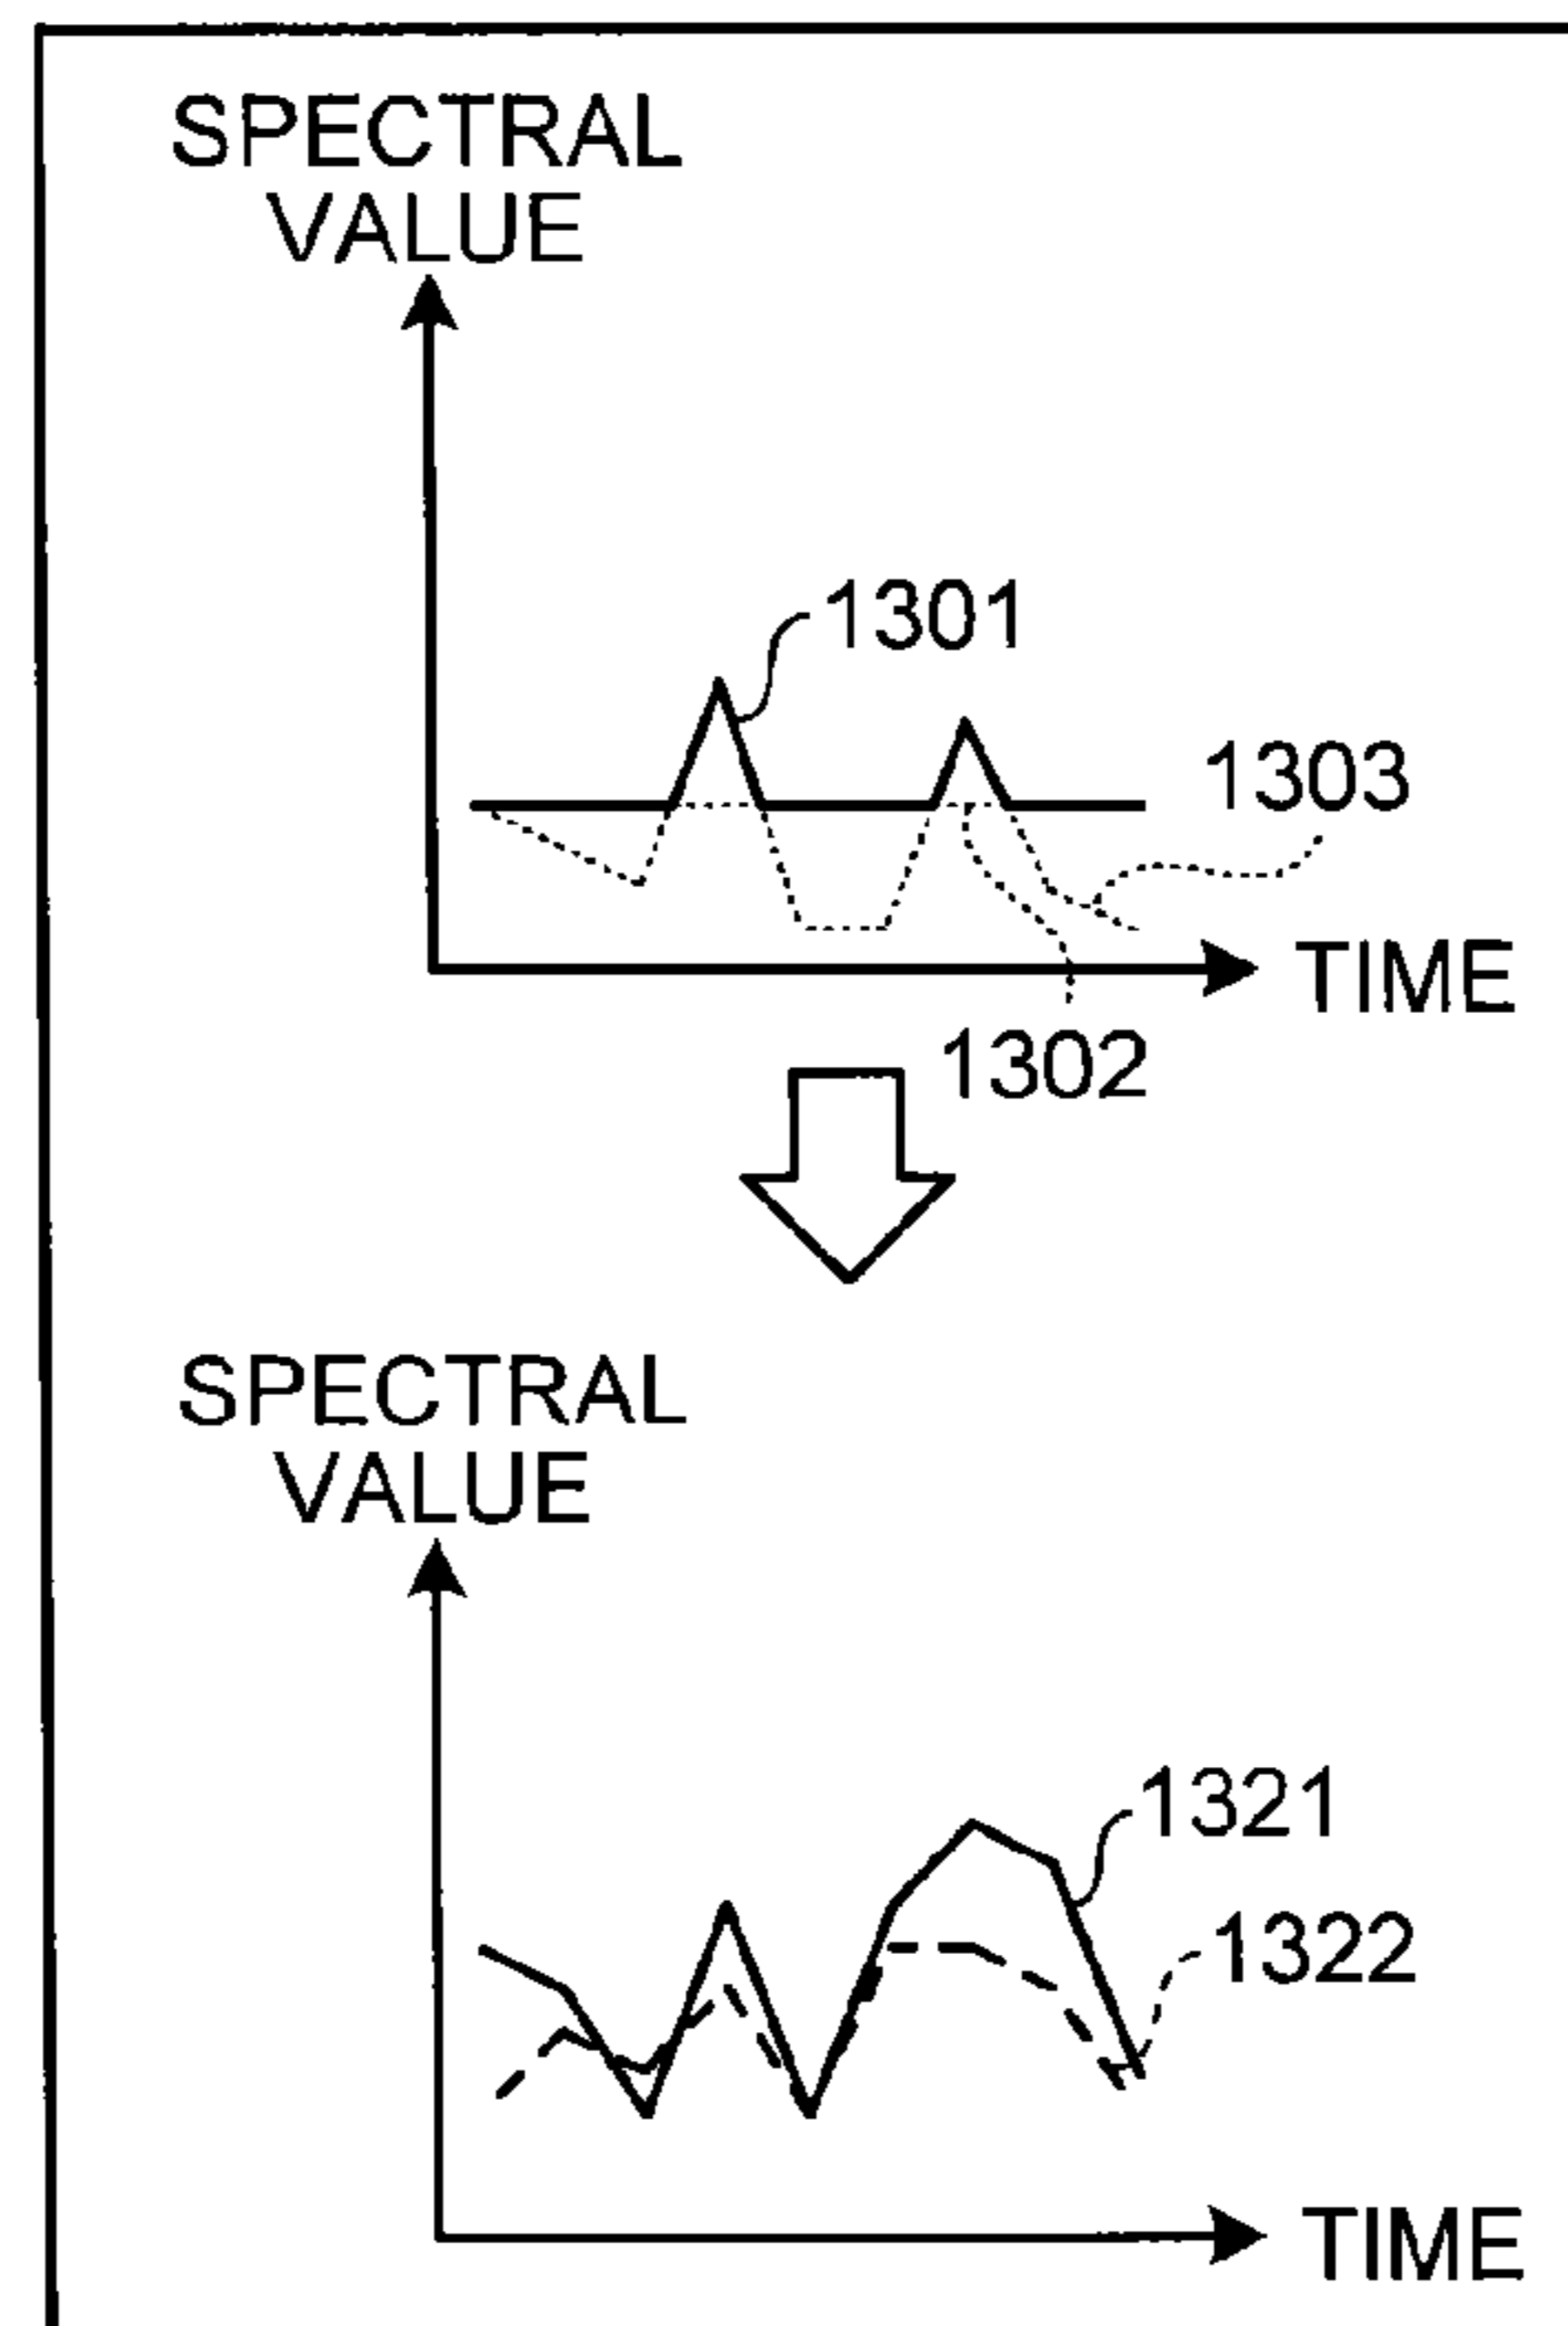 SPECTRAL
VALUE
1301
1303
TIME
1302
SPECTRAL
VALUE
1321
1322
TIME